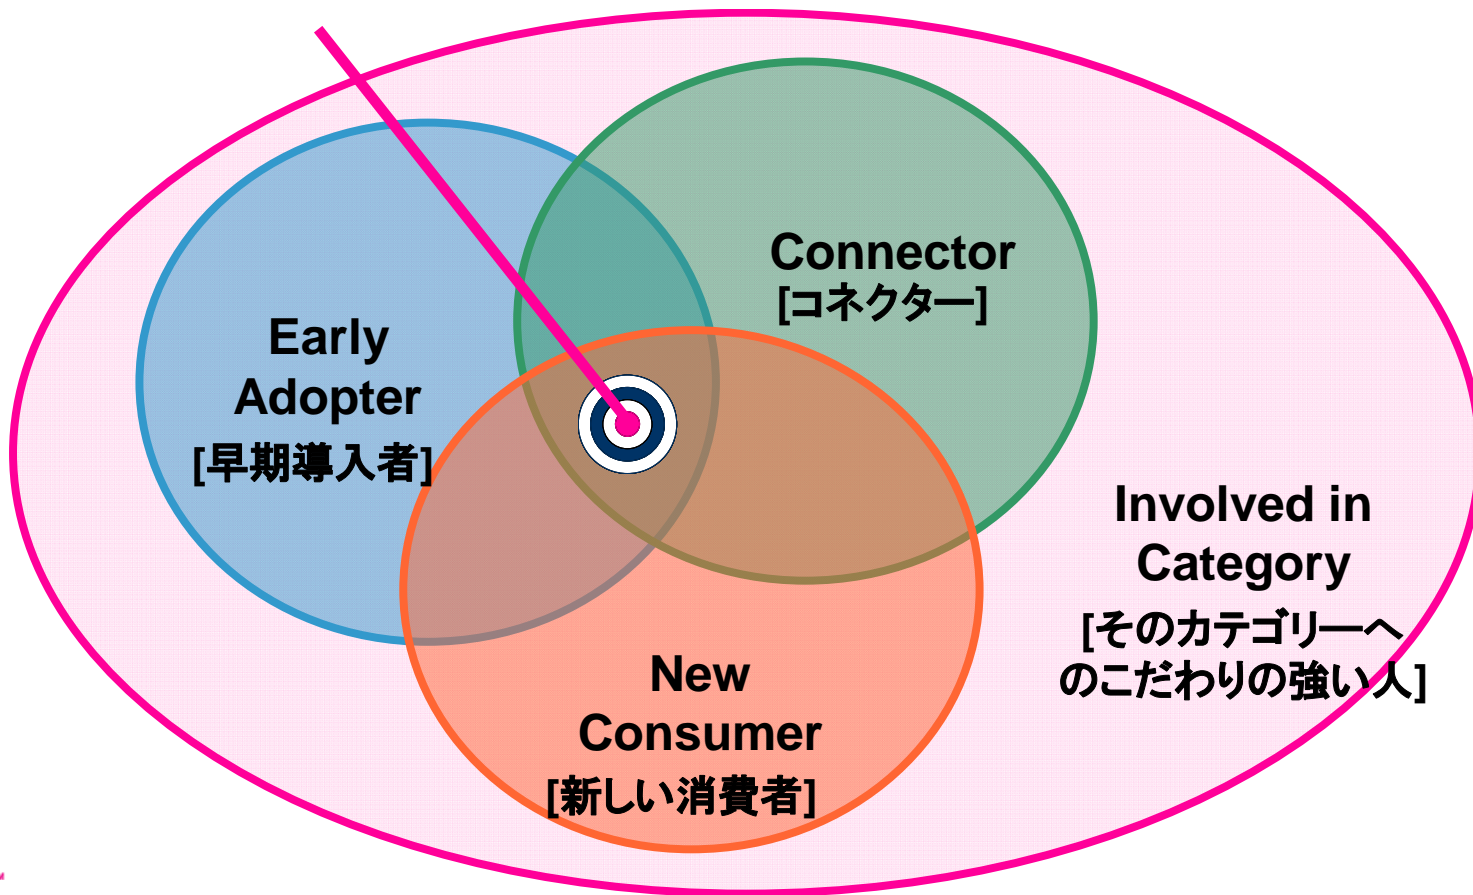 Connector
[コネクター]
Early
Adopter
[早期導入者]
Involved in
Category
[そのカテゴリーへ
のこだわりの強い人]
New
Consumer
[新しい消費者]